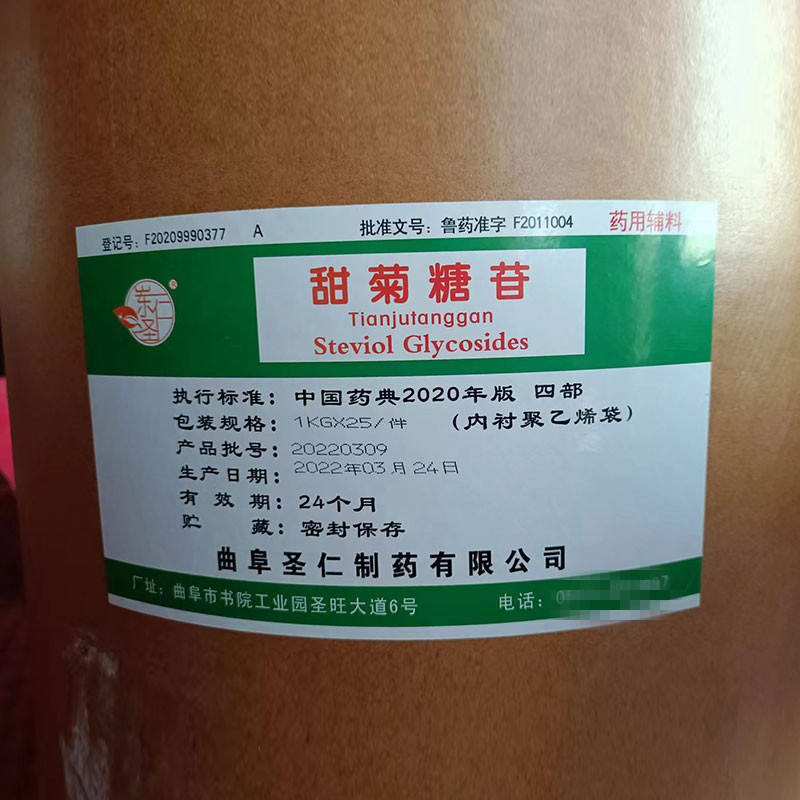 登记号：F20209990377 A 批准文号：鲁药准字 F2011004 药用辅料
东仁圣®
甜菊糖苷
Tianjutanggan
Steviol Glycosides
执行标准：中国药典2020年版 四部
包装规格：1KGX25/件 （内衬聚乙烯袋）
产品批号：20220309
生产日期：2022年03月24日
有 效 期：24个月
贮 藏：密封保存
曲阜圣仁制药有限公司
厂址：曲阜市书院工业园圣旺大道6号 电话：